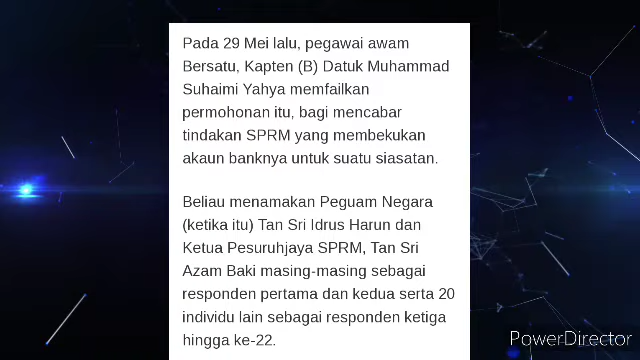 Pada 29 Mei lalu, pegawai awam
Bersatu, Kapten (B) Datuk Muhammad
Suhaimi Yahya memfailkan
permohonan itu, bagi mencabar
tindakan SPRM yang membekukan
akaun banknya untuk suatu siasatan.
Beliau menamakan Peguam Negara
(ketika itu) Tan Sri Idrus Harun dan
Ketua Pesuruhjaya SPRM, Tan Sri
Azam Baki masing-masing sebagai
responden pertama dan kedua serta 20
individu lain sebagai responden ketiga
hingga ke-22.
PowerDirector